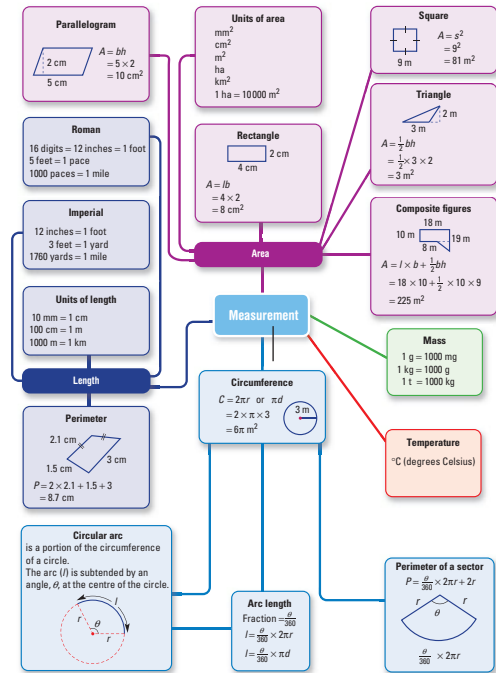 Parallelogram
2 cm
5 cm
A = bh
= 5 × 2
= 10 cm²
Units of area
mm²
cm²
m²
ha
km²
1 ha = 10 000 m²
Square
9 m
A = s²
= 9²
= 81 m²
Roman
16 digits = 12 inches = 1 foot
5 feet = 1 pace
1000 paces = 1 mile
Rectangle
2 cm
4 cm
A = lb
= 4 × 2
= 8 cm²
Triangle
2 m
3 m
A = ½bh
= ½ × 3 × 2
= 3 m²
Imperial
12 inches = 1 foot
3 feet = 1 yard
1760 yards = 1 mile
Area
Composite figures
18 m
10 m
19 m
8 m
A = l × b + ½bh
= 18 × 10 + ½ × 10 × 9
= 225 m²
Units of length
10 mm = 1 cm
100 cm = 1 m
1000 m = 1 km
Measurement
Mass
1 g = 1000 mg
1 kg = 1000 g
1 t = 1000 kg
Length
Circumference
C = 2πr or πd
= 2 × π × 3
= 6π m²
3 m
Perimeter
2.1 cm
3 cm
1.5 cm
P = 2 × 2.1 + 1.5 + 3
= 8.7 cm
Temperature
°C (degrees Celsius)
Circular arc
is a portion of the circumference
of a circle.
The arc (l) is subtended by an
angle, θ, at the centre of the circle.
l
r
θ
r
Arc length
Fraction = θ/360
l = θ/360 × 2πr
l = θ/360 × πd
Perimeter of a sector
P = θ/360 × 2πr + 2r
r
r
θ
θ/360 × 2πr